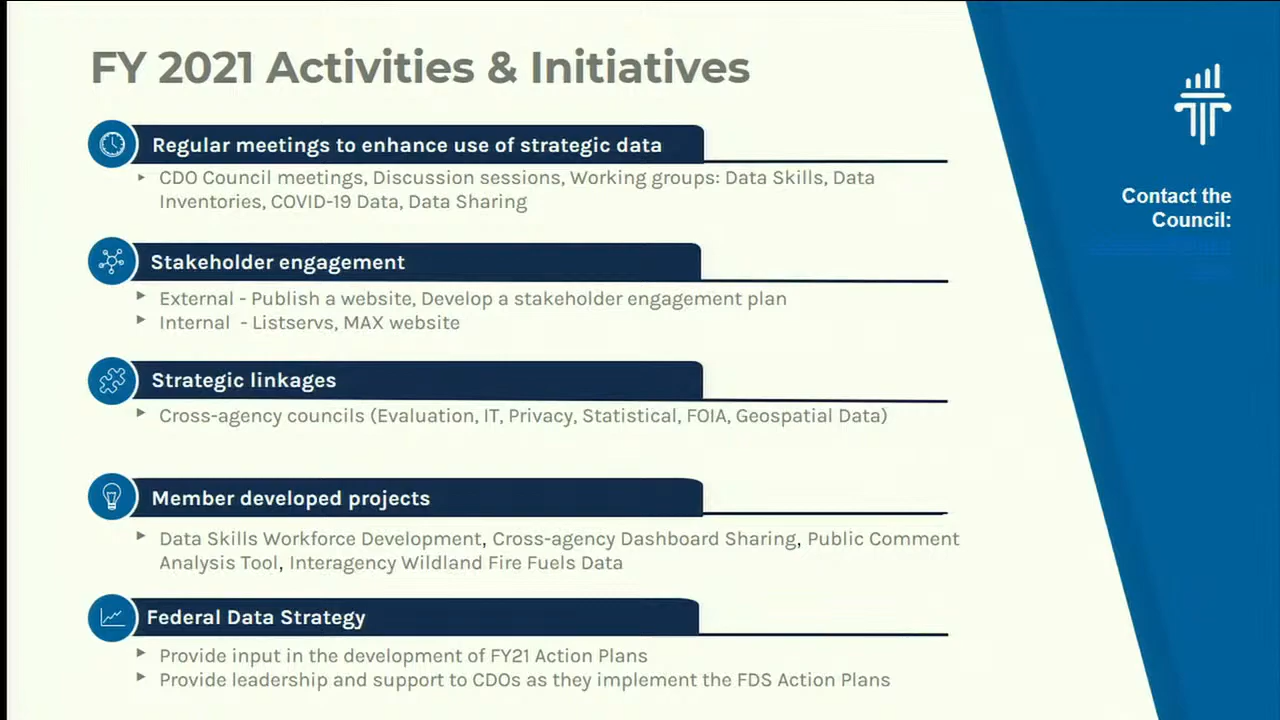 FY 2021 Activities & Initiatives
Regular meetings to enhance use of strategic data
CDO Council meetings, Discussion sessions, Working groups: Data Skills, Data
Inventories, COVID-19 Data, Data Sharing
Stakeholder engagement
External - Publish a website, Develop a stakeholder engagement plan
Internal - Listservs, MAX website
Strategic linkages
Cross-agency councils (Evaluation, IT, Privacy, Statistical, FOIA, Geospatial Data)
Member developed projects
Data Skills Workforce Development, Cross-agency Dashboard Sharing, Public Comment
Analysis Tool, Interagency Wildland Fire Fuels Data
Federal Data Strategy
Provide input in the development of FY21 Action Plans
Provide leadership and support to CDOs as they implement the FDS Action Plans
Contact the
Council: